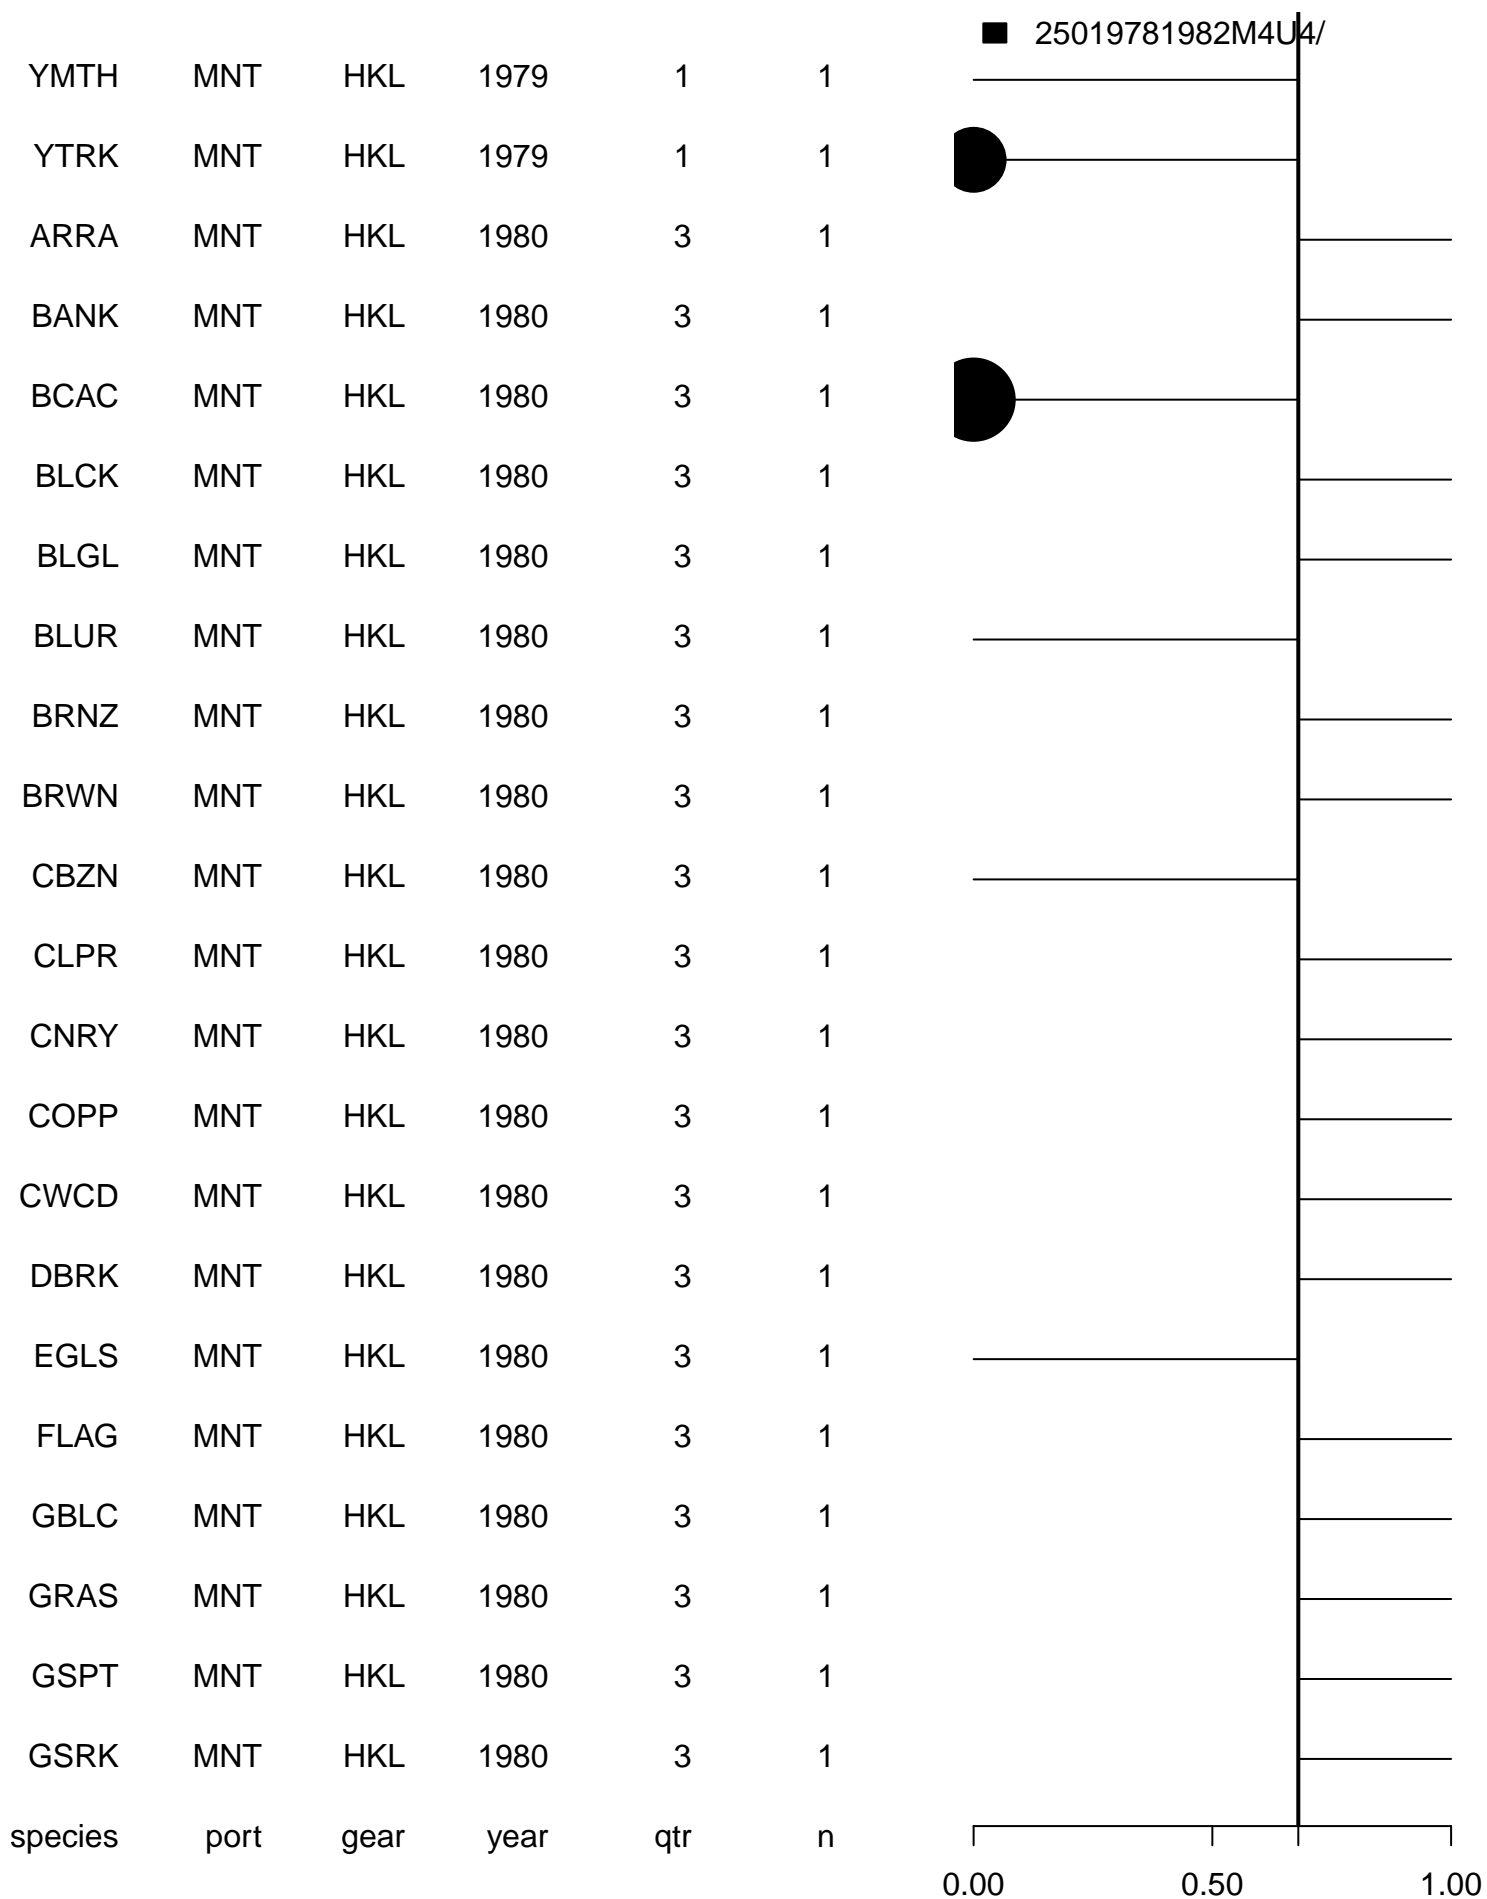 25019781982M4U4/
YMTH MNT HKL 1979 1 1
YTRK MNT HKL 1979 1 1
ARRA MNT HKL 1980 3 1
BANK MNT HKL 1980 3 1
BCAC MNT HKL 1980 3 1
BLCK MNT HKL 1980 3 1
BLGL MNT HKL 1980 3 1
BLUR MNT HKL 1980 3 1
BRNZ MNT HKL 1980 3 1
BRWN MNT HKL 1980 3 1
CBZN MNT HKL 1980 3 1
CLPR MNT HKL 1980 3 1
CNRY MNT HKL 1980 3 1
COPP MNT HKL 1980 3 1
CWCD MNT HKL 1980 3 1
DBRK MNT HKL 1980 3 1
EGLS MNT HKL 1980 3 1
FLAG MNT HKL 1980 3 1
GBLC MNT HKL 1980 3 1
GRAS MNT HKL 1980 3 1
GSPT MNT HKL 1980 3 1
GSRK MNT HKL 1980 3 1
species port gear year qtr n
0.00 0.50 1.00